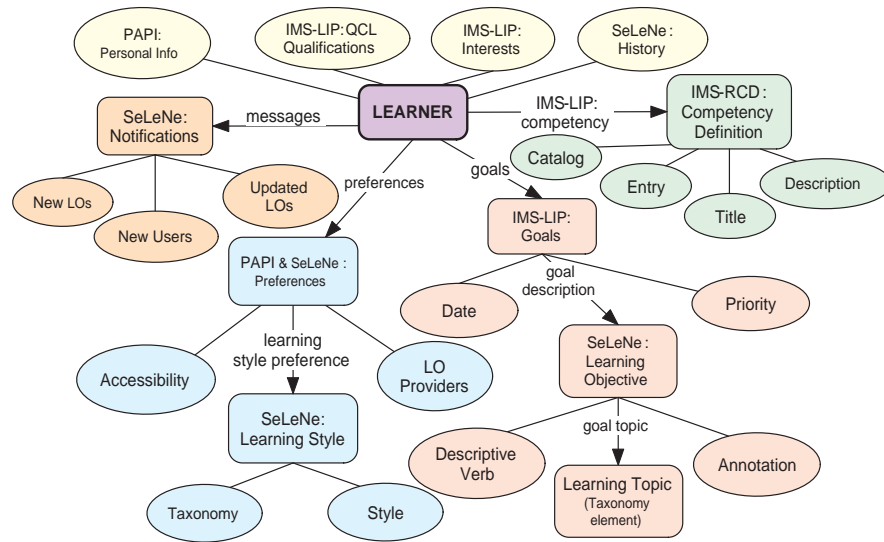 PAPI:
Personal Info
IMS-LIP:QCL
Qualifications
IMS-LIP:
Interests
SeLeNe:
History
LEARNER
messages
IMS-LIP:
competency
IMS-RCD:
Competency
Definition
SeLeNe:
Notifications
preferences
goals
Catalog
Entry
Title
Description
New LOs
New Users
Updated
LOs
IMS-LIP:
Goals
PAPI & SeLeNe:
Preferences
goal
description
Date
Priority
learning
style preference
Accessibility
LO
Providers
SeLeNe:
Learning
Objective
SeLeNe:
Learning Style
goal topic
Descriptive
Verb
Annotation
Learning Topic
(Taxonomy
element)
Taxonomy
Style